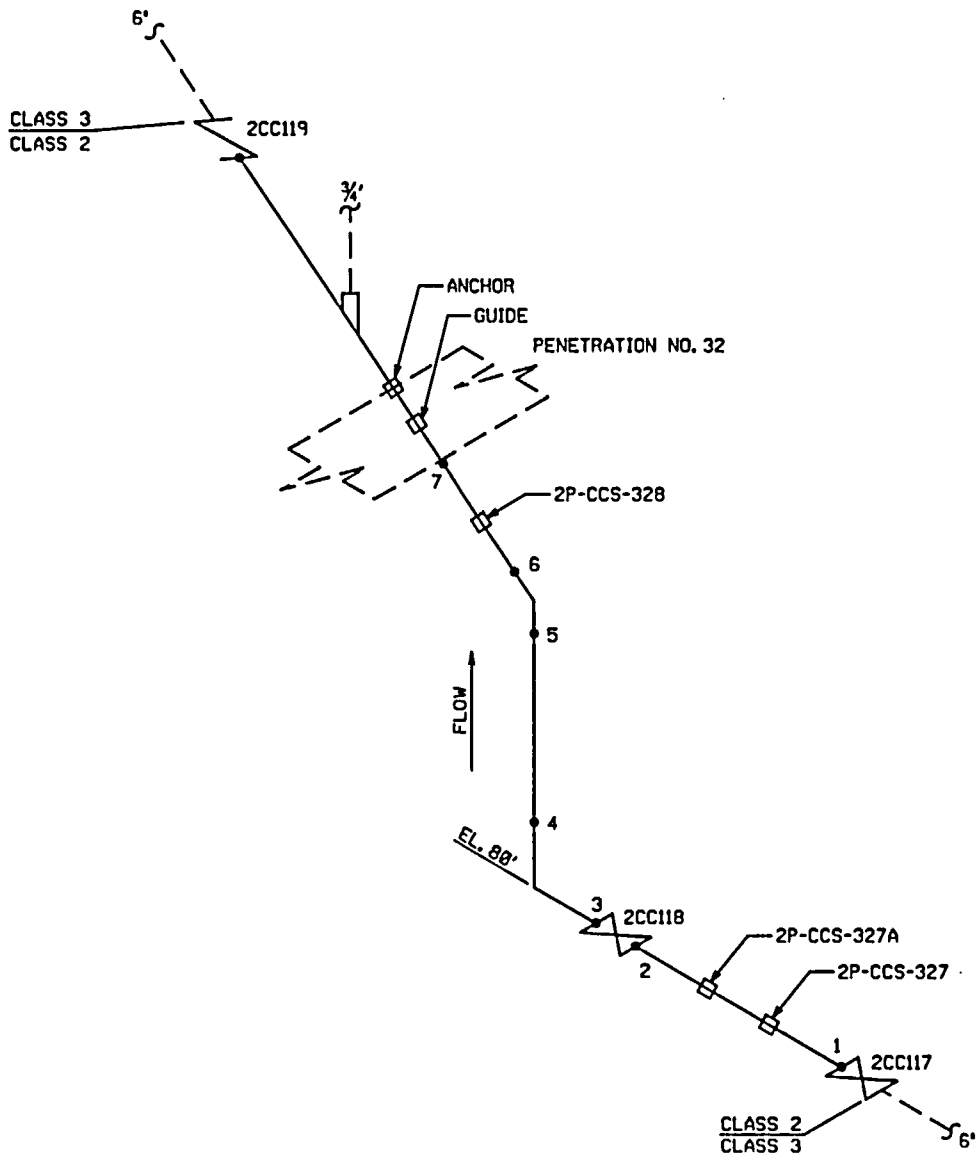 6"
CLASS 3
CLASS 2
2CC119
3/4"
ANCHOR
GUIDE
PENETRATION NO. 32
7
2P-CCS-328
6
5
FLOW
4
EL. 80'
3
2CC118
2
2P-CCS-327A
2P-CCS-327
1
2CC117
CLASS 2
CLASS 3
6"